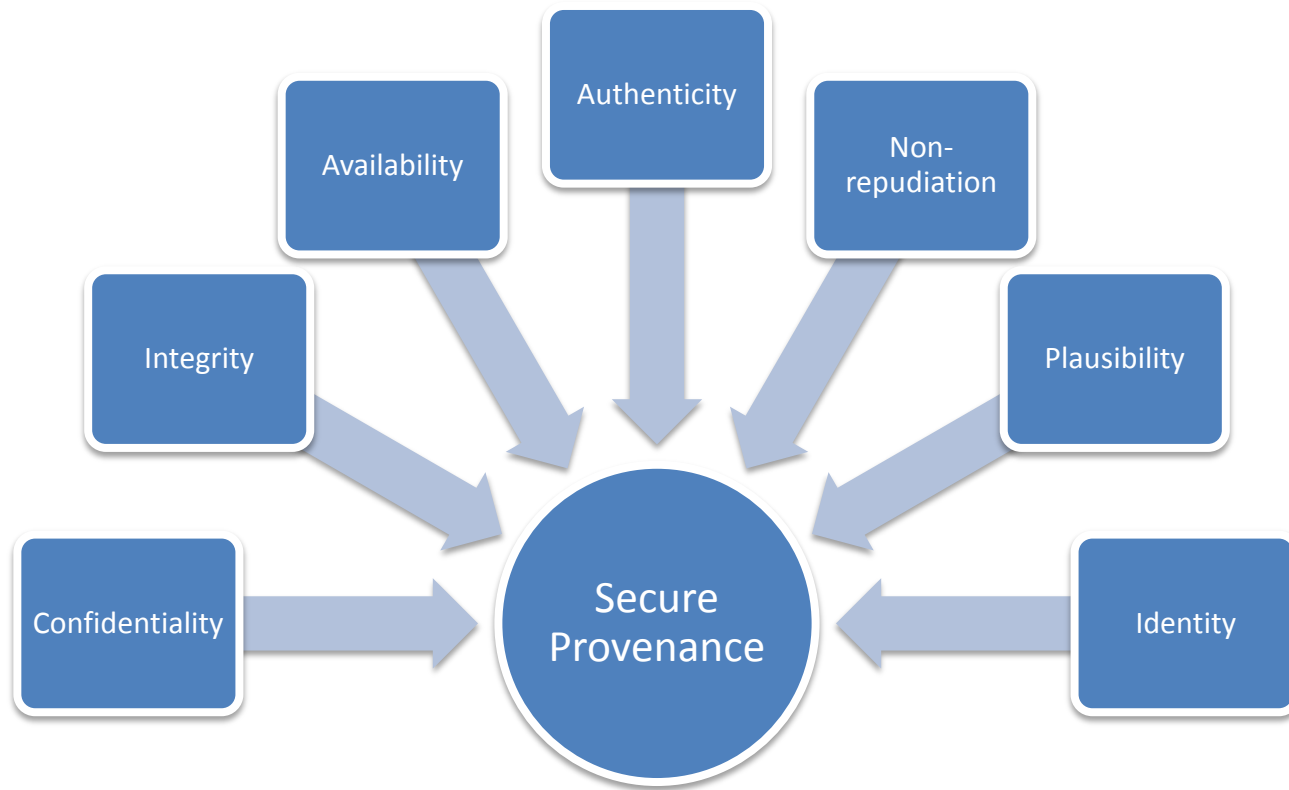 Authenticity
Availability
Non-
repudiation
Integrity
Plausibility
Confidentiality
Secure
Provenance
Identity